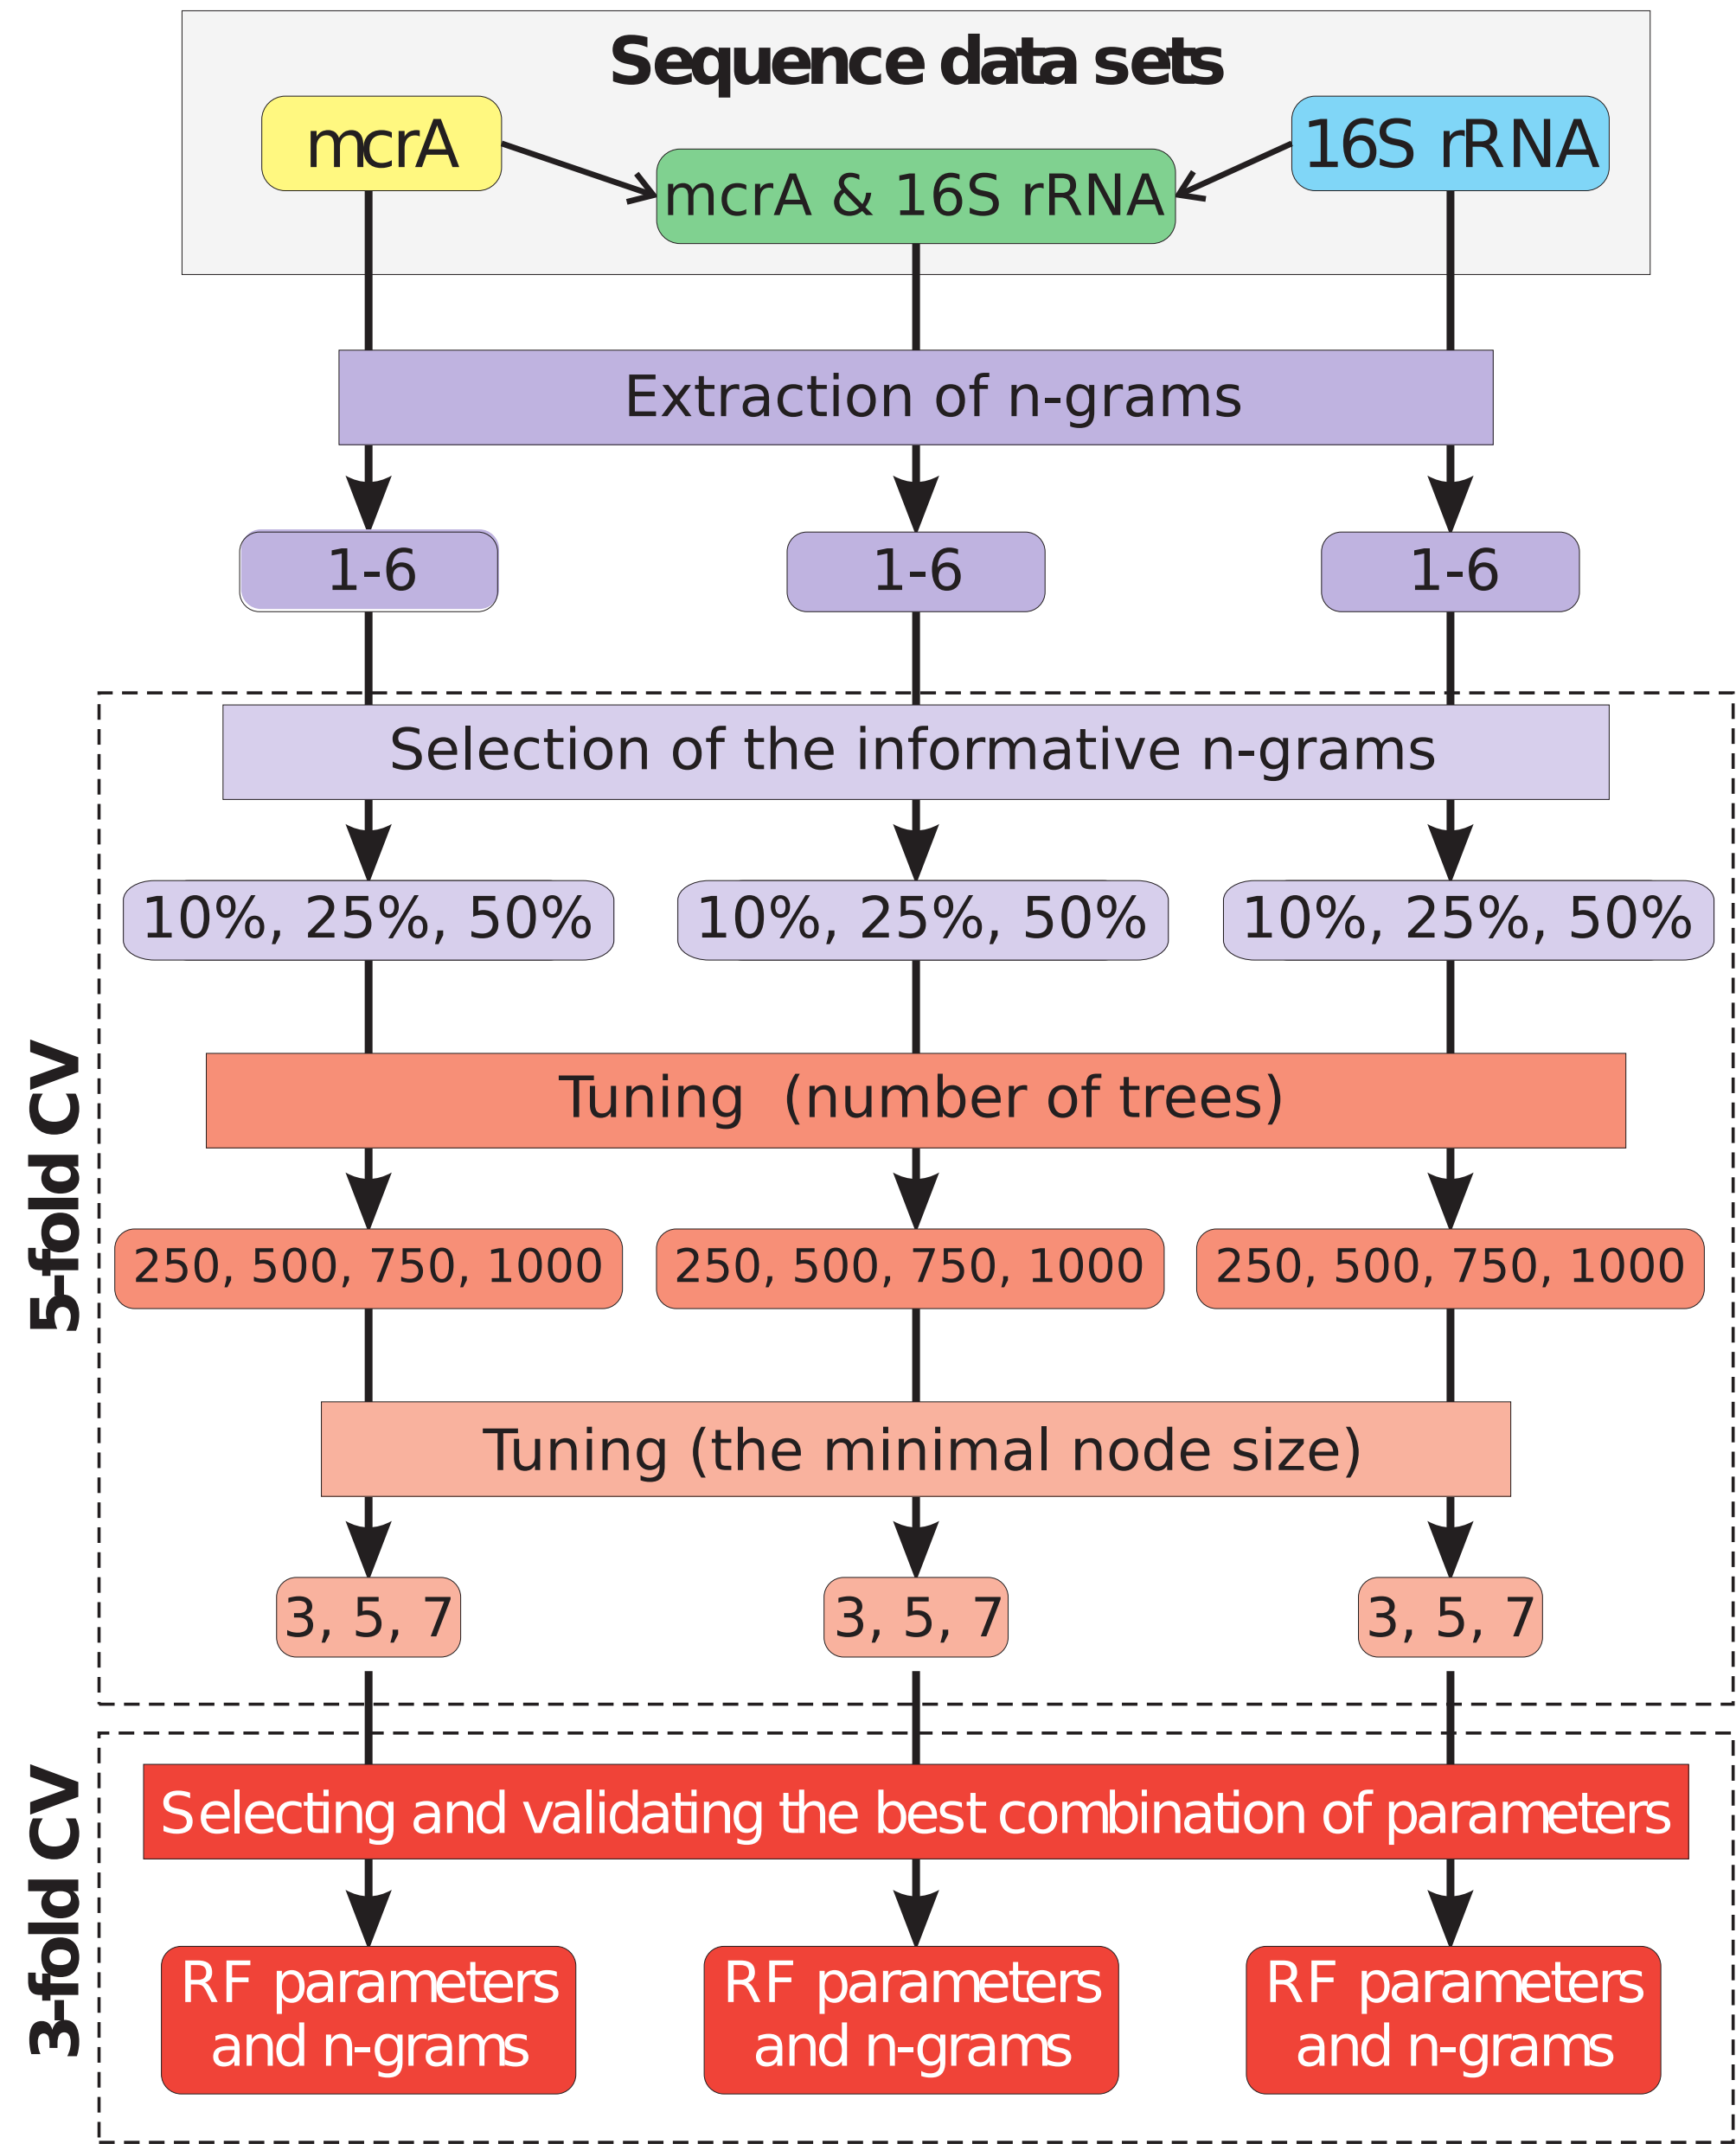 Sequence data sets
mcrA
16S rRNA
mcrA & 16S rRNA
Extraction of n-grams
1-6
1-6
1-6
5-fold CV
Selection of the informative n-grams
10%, 25%, 50%
10%, 25%, 50%
10%, 25%, 50%
Tuning (number of trees)
250, 500, 750, 1000
250, 500, 750, 1000
250, 500, 750, 1000
Tuning (the minimal node size)
3, 5, 7
3, 5, 7
3, 5, 7
3-fold CV
Selecting and validating the best combination of parameters
RF parameters
and n-grams
RF parameters
and n-grams
RF parameters
and n-grams